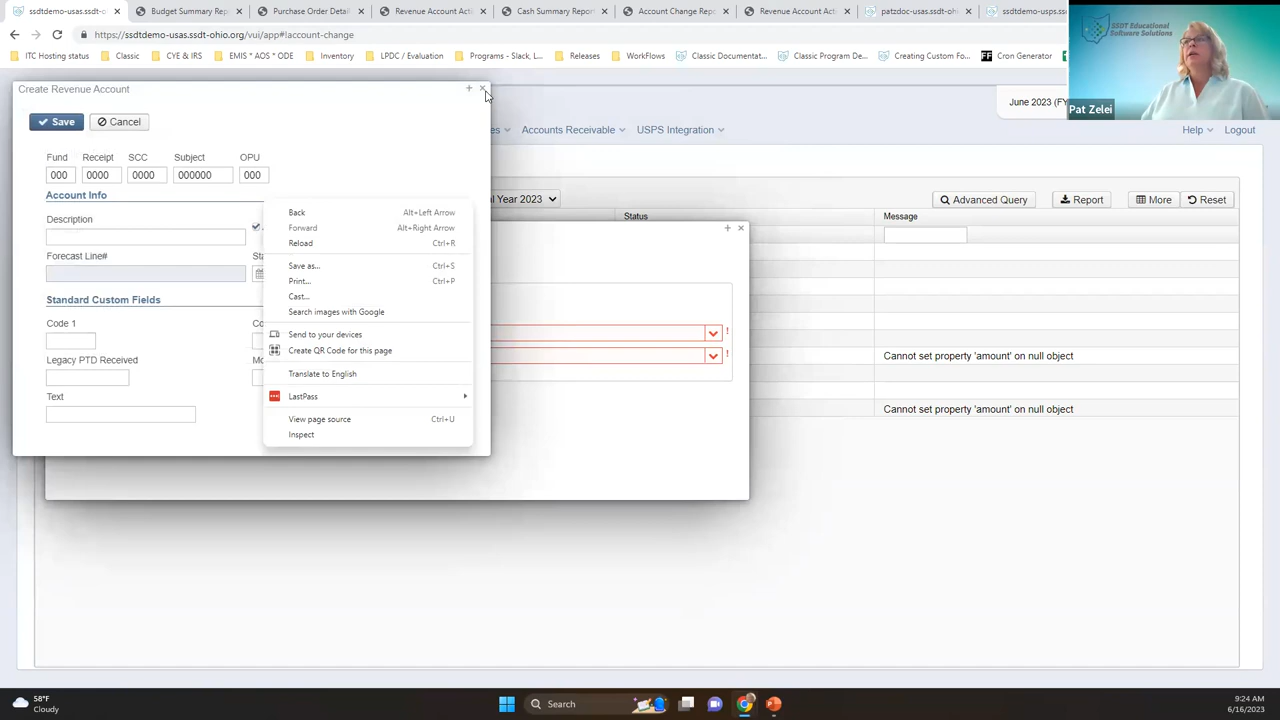 ssdtdemo-usas.ssdt-ohio.org
Budget Summary Rep
Purchase Order Detai
Revenue Account Acti
Cash Summary Report
Account Change Rep
Revenue Account Acti
patzdoc-usas.ssdt-oh
ssdtdemo-usps.ssdt
https://ssdtdemo-usas.ssdt-ohio.org/vui/app#!account-change
ITC Hosting status
Classic
CYE & IRS
EMIS * AOS * ODE
Inventory
LPDC / Evaluation
Programs - Slack, L...
Releases
WorkFlows
Classic Documentat...
Classic Program De...
Creating Custom Fo...
Cron Generator
SSDT Educational
Software Solutions
Pat Zelei
June 2023 (FY
Accounts Receivable
USPS Integration
Help
Logout
Create Revenue Account
Save
Cancel
Fund Receipt SCC Subject OPU
000 0000 0000 000000 000
Account Info
Description
Forecast Line#
Standard Custom Fields
Code 1
Legacy PTD Received
Text
Back Alt+Left Arrow
Forward Alt+Right Arrow
Reload Ctrl+R
Save as... Ctrl+S
Print... Ctrl+P
Cast...
Search images with Google
Send to your devices
Create QR Code for this page
Translate to English
LastPass
View page source Ctrl+U
Inspect
al Year 2023
Advanced Query
Report
More
Reset
Status
Message
Cannot set property 'amount' on null object
Cannot set property 'amount' on null object
58°F
Cloudy
Search
9:24 AM
6/16/2023